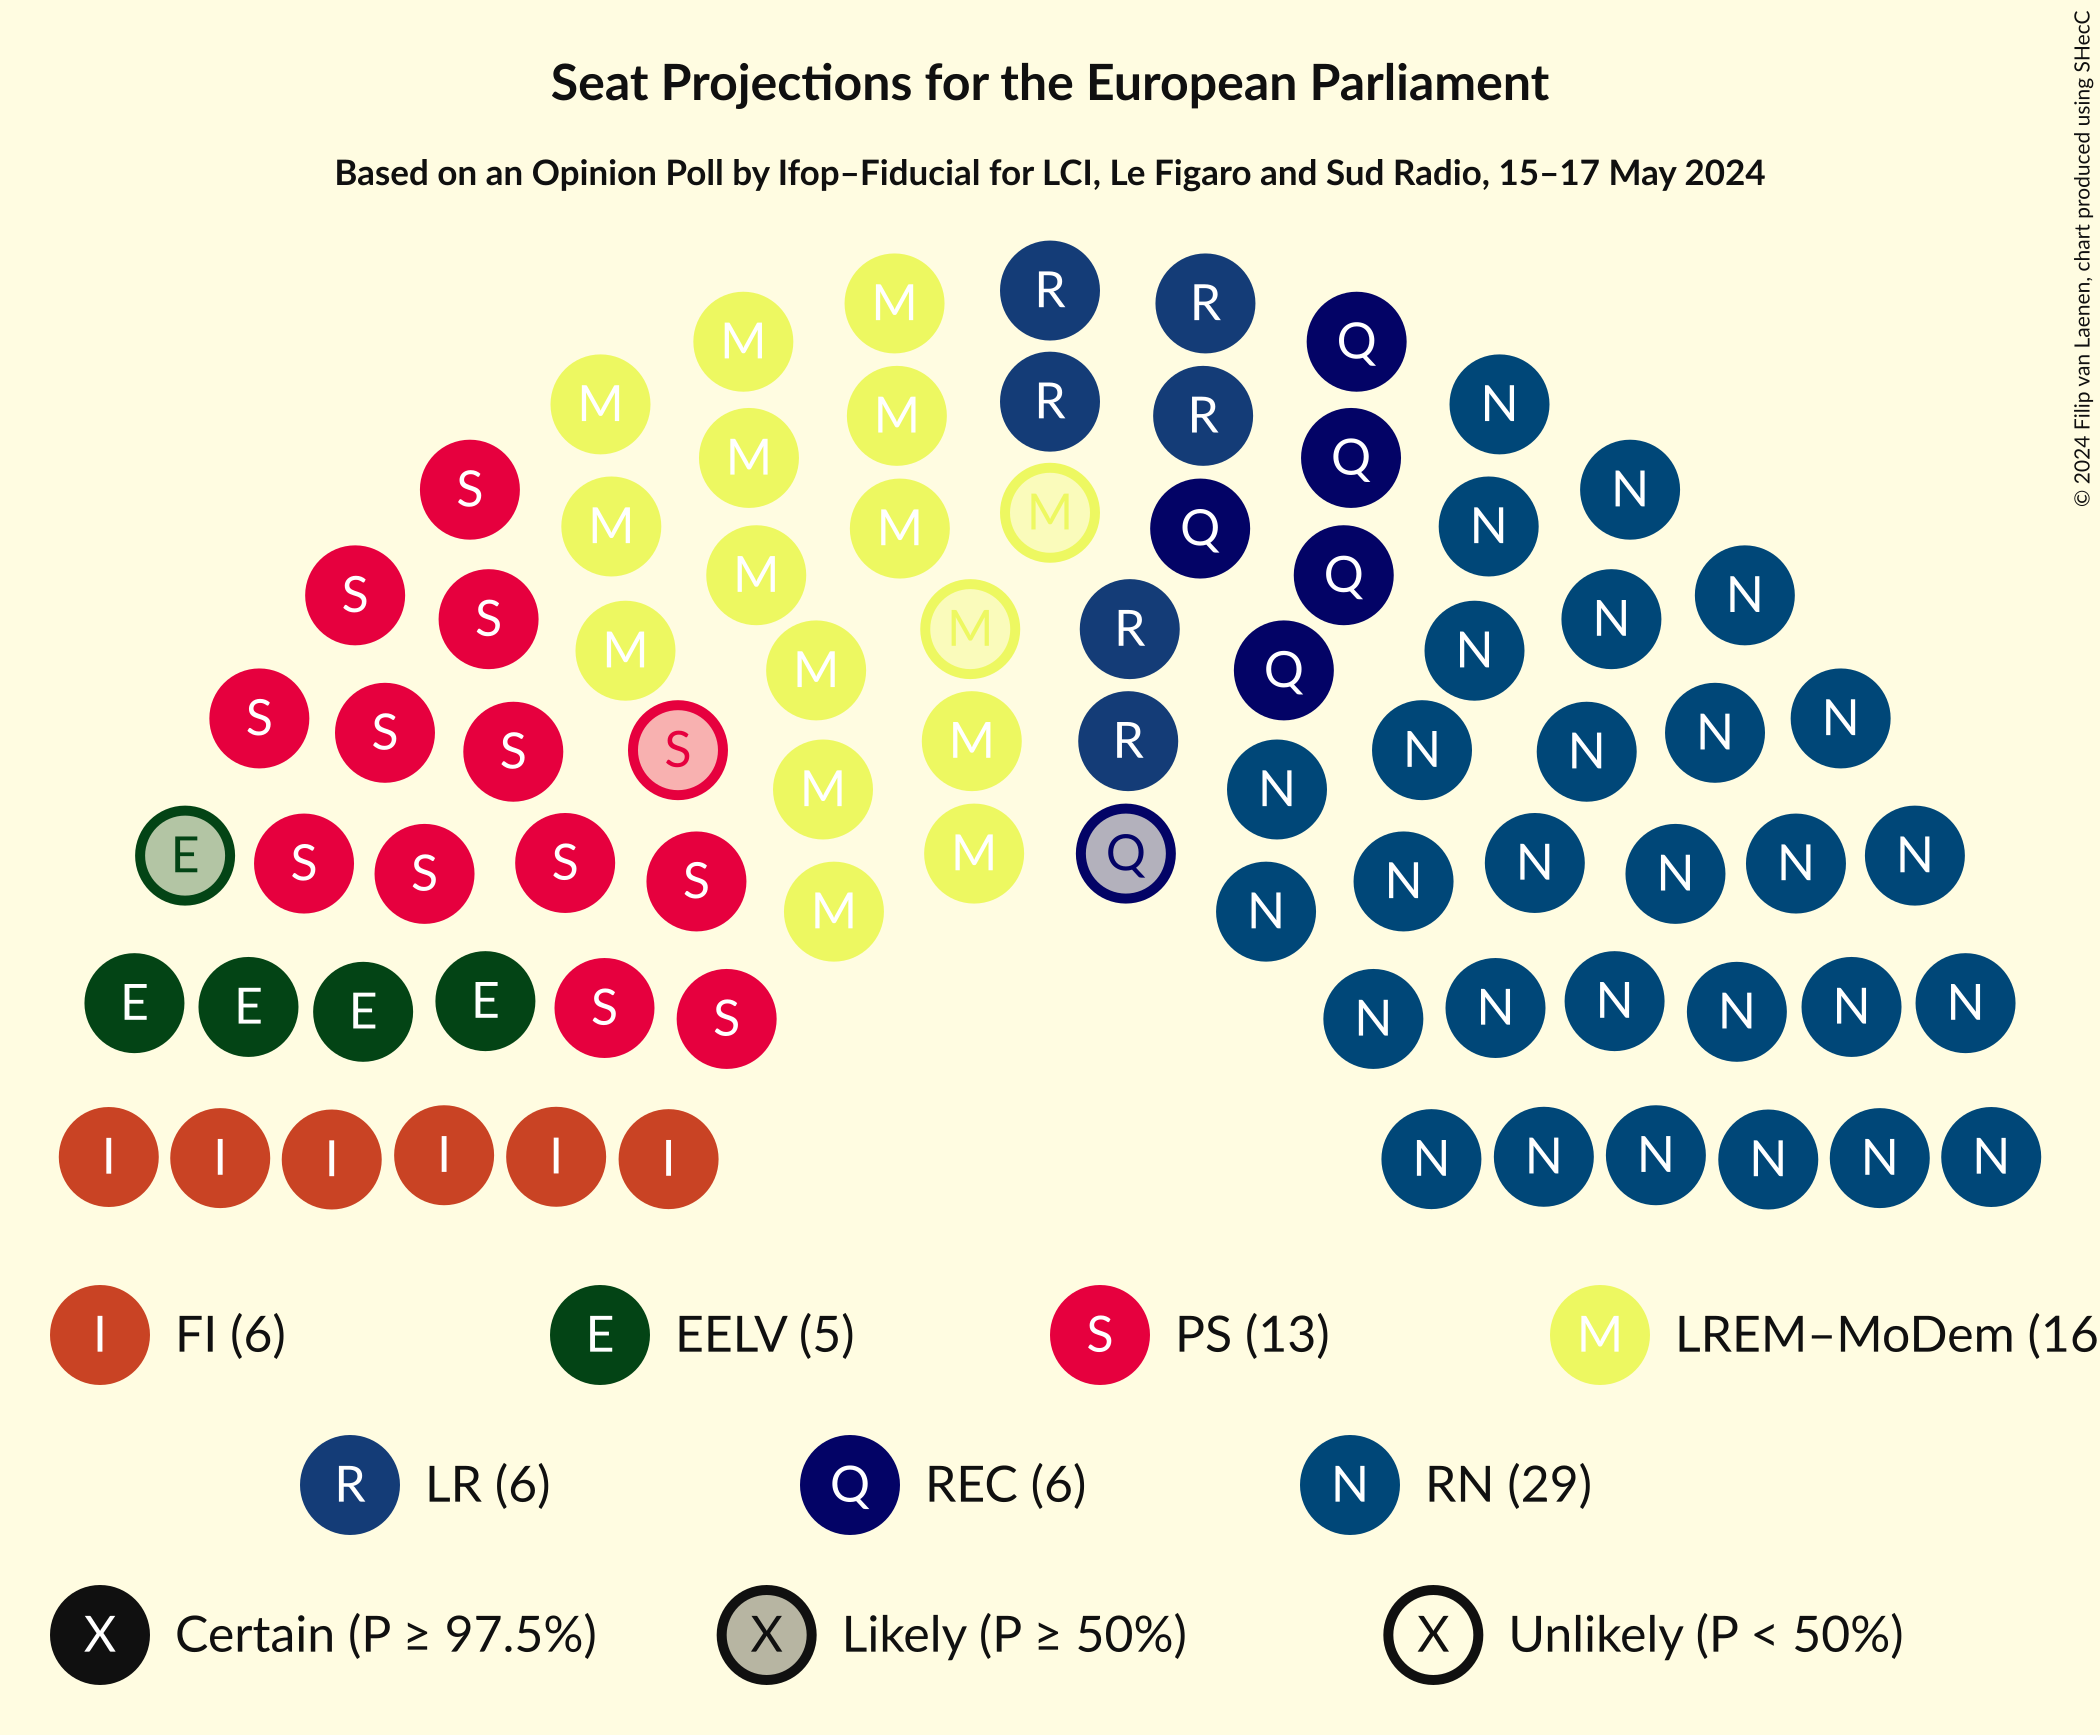 Seat Projections for the European Parliament
Based on an Opinion Poll by Ifop–Fiducial for LCI, Le Figaro and Sud Radio, 15–17 May 2024
© 2024 Filip van Laenen, chart produced using SHecC
M R R
M Q
M R R N
M M Q
S M M N N
M M Q
S S M R N N
M M Q
S S S S M M R N N N N N
E S S S S M M Q N N N N N N
E E E E S S M N N N N N N N
I I I I I I N N N N N N
I FI (6) E EELV (5) S PS (13) M LREM–MoDem (16
R LR (6) Q REC (6) N RN (29)
X Certain (P ≥ 97.5%) X Likely (P ≥ 50%) X Unlikely (P < 50%)